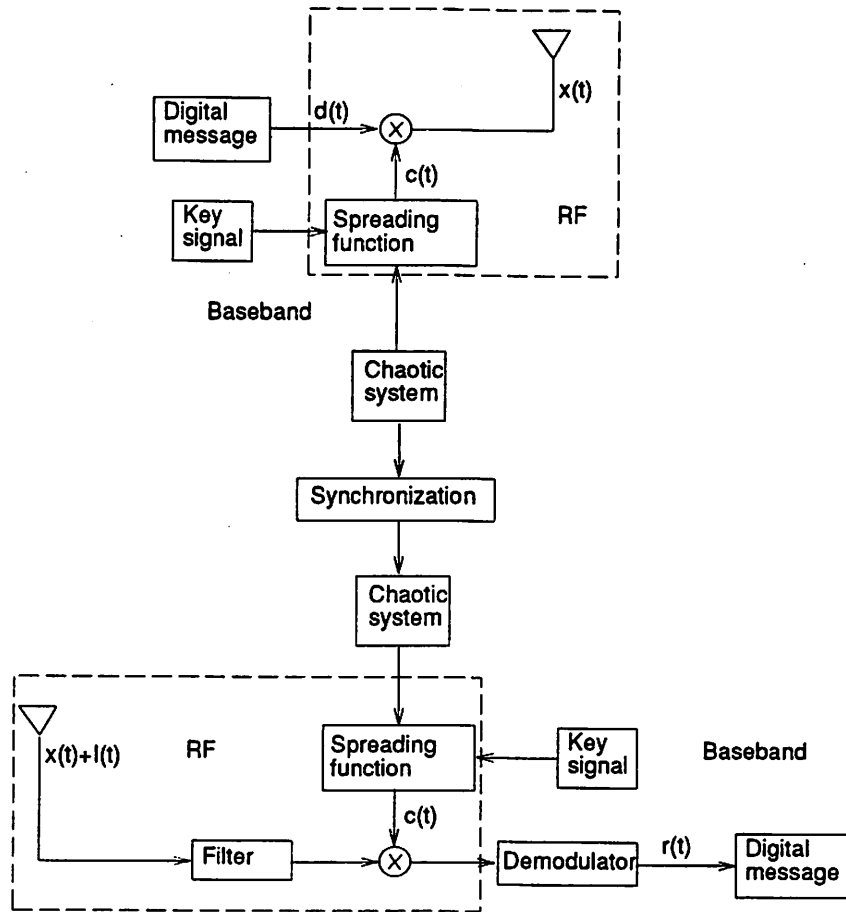 x(t)
Digital
message
d(t)
X
c(t)
Key
signal
Spreading
function
RF
Baseband
Chaotic
system
Synchronization
Chaotic
system
x(t)+I(t)
RF
Spreading
function
Key
signal
Baseband
c(t)
Filter
X
Demodulator
r(t)
Digital
message